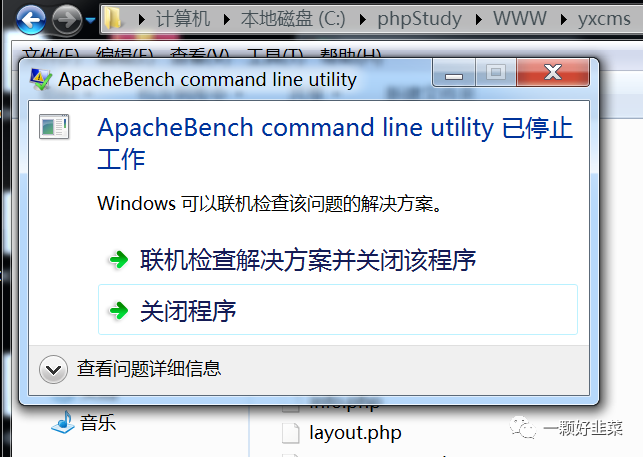 计算机 ▸ 本地磁盘 (C:) ▸ phpStudy ▸ WWW ▸ yxcms
文件(F) 编辑(E) 查看(V) 工具(T) 帮助(H)
ApacheBench command line utility
ApacheBench command line utility 已停止
工作
Windows 可以联机检查该问题的解决方案。
联机检查解决方案并关闭该程序
关闭程序
查看问题详细信息
info.php
音乐
layout.php
一颗好韭菜